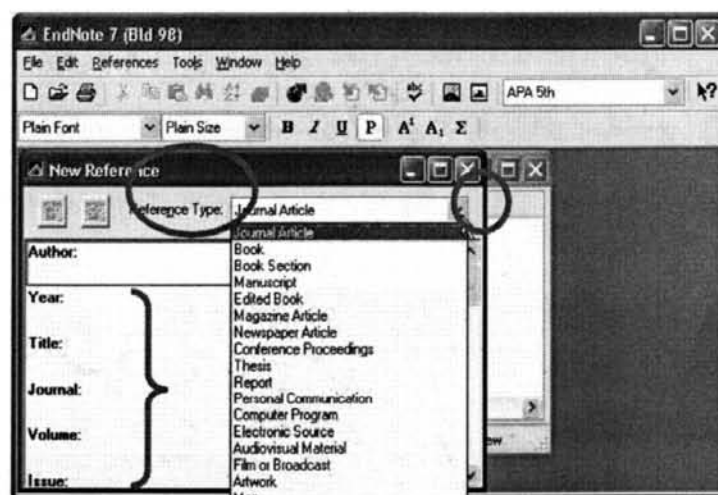 EndNote 7 (Bld 98)
File Edit References Tools Window Help
APA 5th
Plain Font Plain Size B I U P A¹ A₁ Σ
New Reference
Reference Type: Journal Article
Journal Article
Author:
Book
Book Section
Manuscript
Year:
Edited Book
Magazine Article
Newspaper Article
Title:
Conference Proceedings
Thesis
Report
Journal:
Personal Communication
Computer Program
Electronic Source
Volume:
Audiovisual Material
Film or Broadcast
Issue:
Artwork